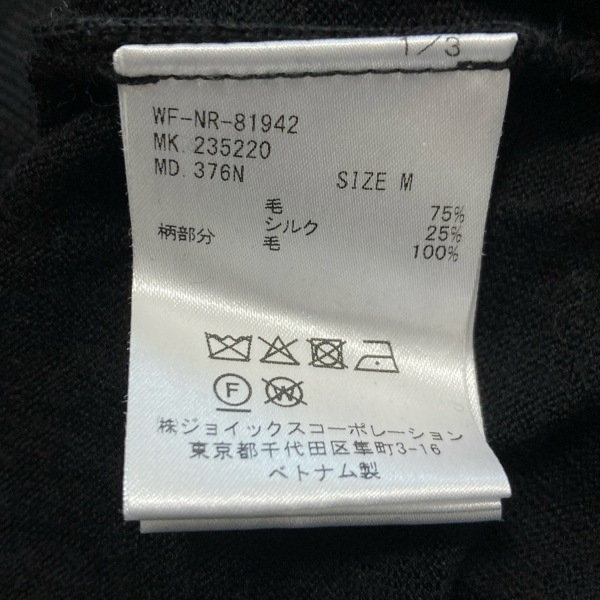 1/3
WF-NR-81942
MK. 235220
MD. 376N SIZE M
毛 75%
シルク 25%
柄部分 毛 100%
F W
株ジョイックスコーポレーション
東京都千代田区隼町3-16
ベトナム製